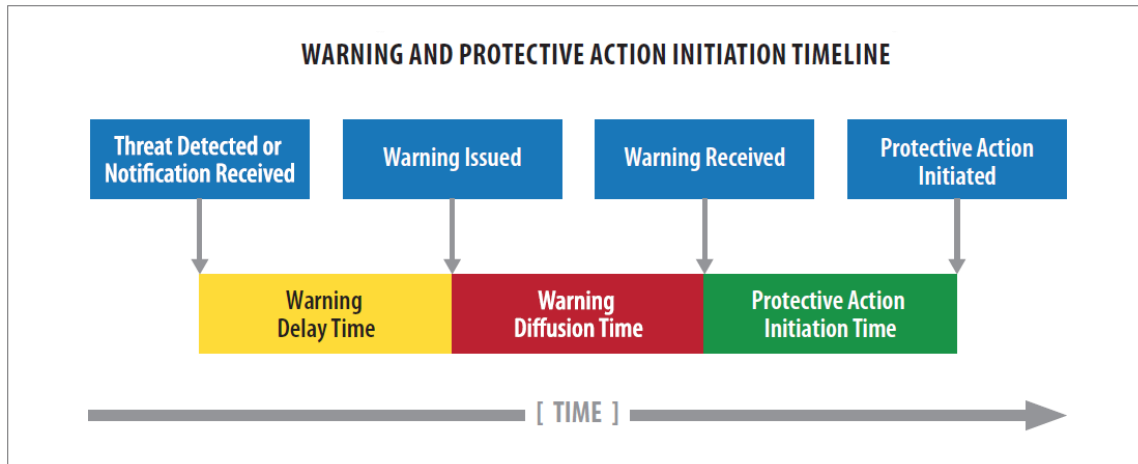 WARNING AND PROTECTIVE ACTION INITIATION TIMELINE
Threat Detected or
Notification Received
Warning Issued
Warning Received
Protective Action
Initiated
Warning
Delay Time
Warning
Diffusion Time
Protective Action
Initiation Time
[ TIME ]